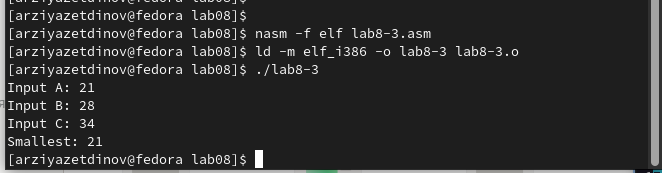 [arziyazetdinov@fedora lab08]$
[arziyazetdinov@fedora lab08]$ nasm -f elf lab8-3.asm
[arziyazetdinov@fedora lab08]$ ld -m elf_i386 -o lab8-3 lab8-3.o
[arziyazetdinov@fedora lab08]$ ./lab8-3
Input A: 21
Input B: 28
Input C: 34
Smallest: 21
[arziyazetdinov@fedora lab08]$